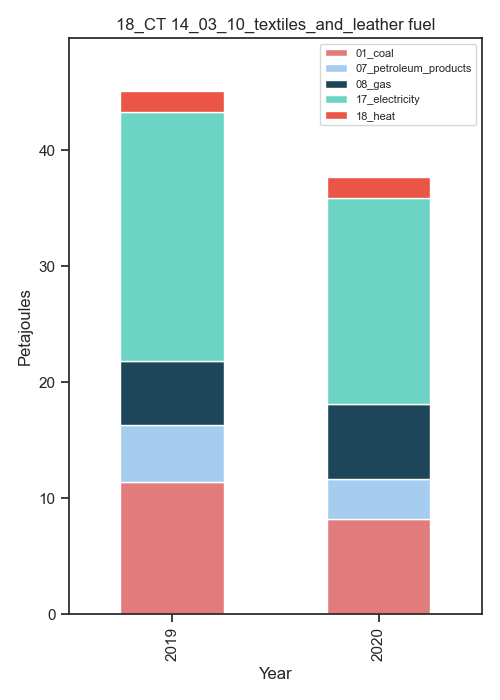 18_CT 14_03_10_textiles_and_leather fuel
01_coal
07_petroleum_products
08_gas
17_electricity
18_heat
40
30
20
10
0
Petajoules
2019
2020
Year